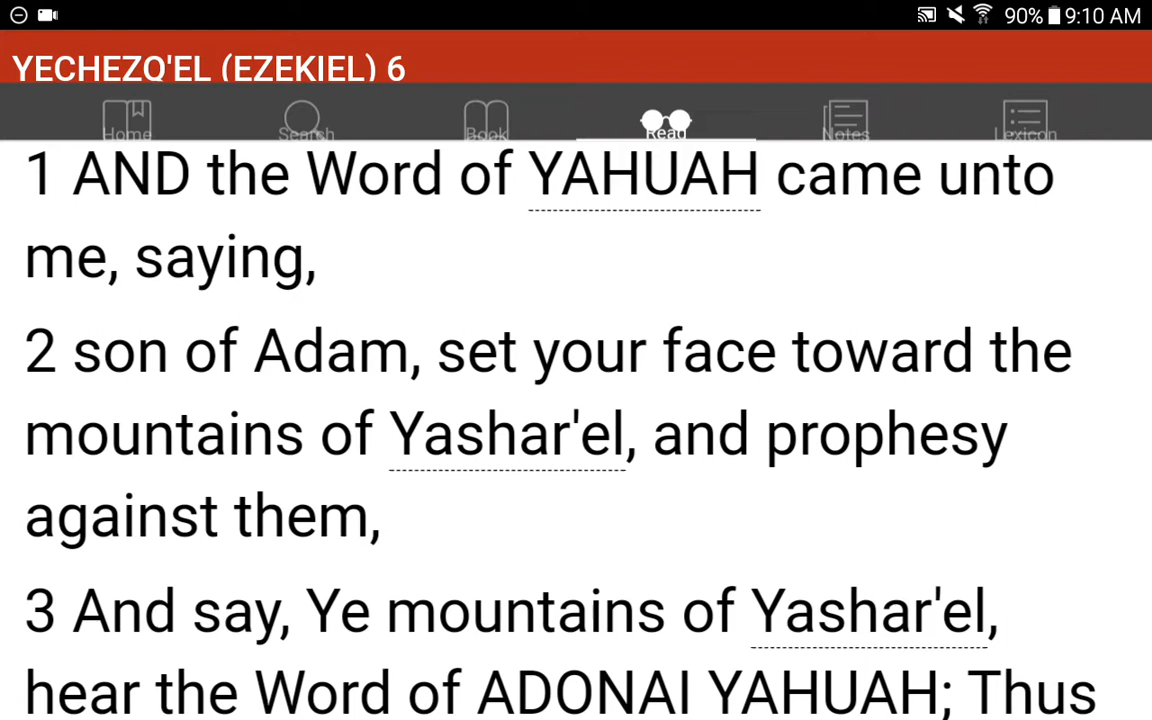 90% 9:10 AM
YECHEZQ'EL (EZEKIEL) 6
Home Search Book Read Notes Lexicon
1 AND the Word of YAHUAH came unto
me, saying,
2 son of Adam, set your face toward the
mountains of Yashar'el, and prophesy
against them,
3 And say, Ye mountains of Yashar'el,
hear the Word of ADONAI YAHUAH; Thus